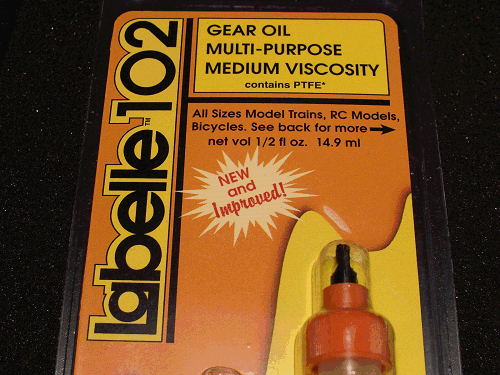 Labelle™ 102
GEAR OIL
MULTI-PURPOSE
MEDIUM VISCOSITY
contains PTFE*
All Sizes Model Trains, RC Models,
Bicycles. See back for more
net vol 1/2 fl oz. 14.9 ml
NEW
and
Improved!